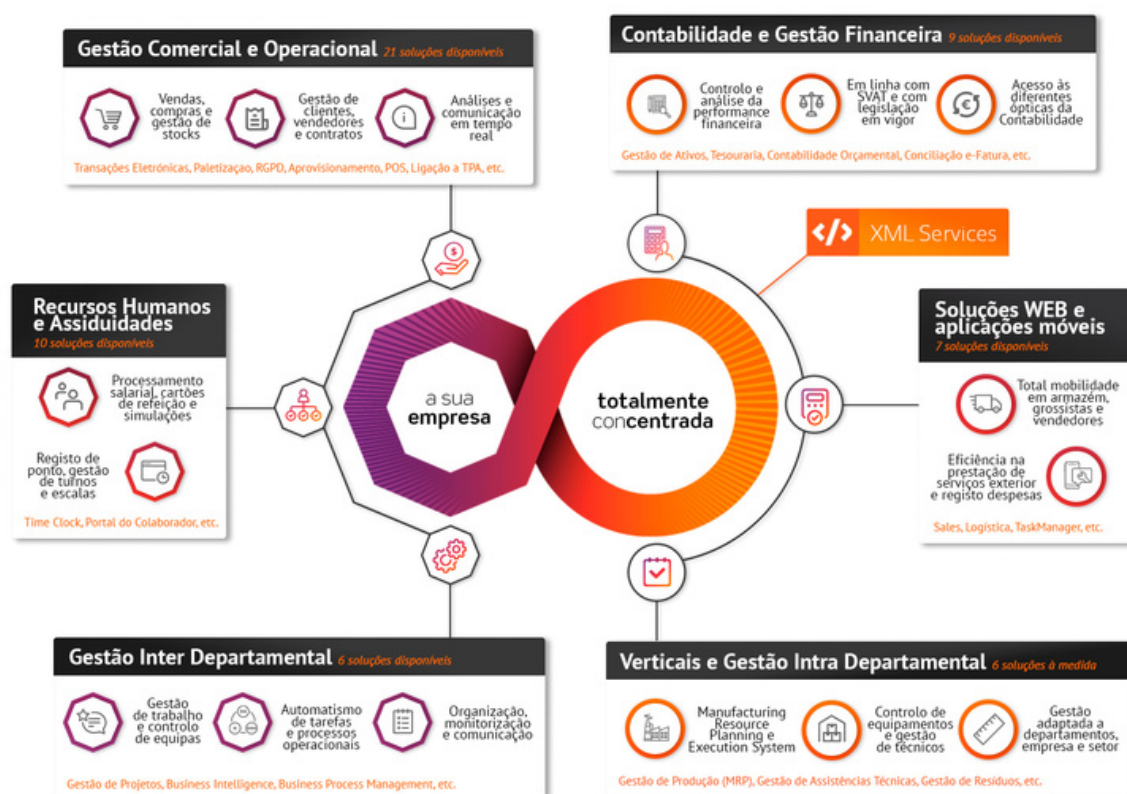 Gestão Comercial e Operacional 21 soluções disponíveis
Vendas,
compras e
gestão de
stocks
Gestão de
clientes,
vendedores
e contratos
Análises e
comunicação
em tempo
real
Transações Eletrónicas, Paletizaçao, RGPD, Aprovisionamento, POS, Ligação a TPA, etc.
Contabilidade e Gestão Financeira 9 soluções disponíveis
Controlo e
análise da
performance
financeira
Em linha com
SVAT e com
legislação
em vigor
Acesso às
diferentes
ópticas da
Contabilidade
Gestão de Ativos, Tesouraria, Contabilidade Orçamental, Conciliação e-Fatura, etc.
</> XML Services
Recursos Humanos
e Assiduidades
10 soluções disponíveis
Processamento
salarial, cartões
de refeição e
simulações
Registo de
ponto, gestão
de turnos
e escalas
Time Clock, Portal do Colaborador, etc.
a sua
empresa
totalmente
concentrada
Soluções WEB e
aplicações móveis
7 soluções disponíveis
Total mobilidade
em armazém,
grossistas e
vendedores
Eficiência na
prestação de
serviços exterior
e registo despesas
Sales, Logística, TaskManager, etc.
Gestão Inter Departamental 6 soluções disponíveis
Gestão
de trabalho
e controlo
de equipas
Automatismo
de tarefas
e processos
operacionais
Organização,
monitorização
e comunicação
Gestão de Projetos, Business Intelligence, Business Process Management, etc.
Verticais e Gestão Intra Departamental 6 soluções à medida
Manufacturing
Resource
Planning e
Execution System
Controlo de
equipamentos
e gestão
de técnicos
Gestão
adaptada a
departamentos,
empresa e setor
Gestão de Produção (MRP), Gestão de Assistências Técnicas, Gestão de Resíduos, etc.